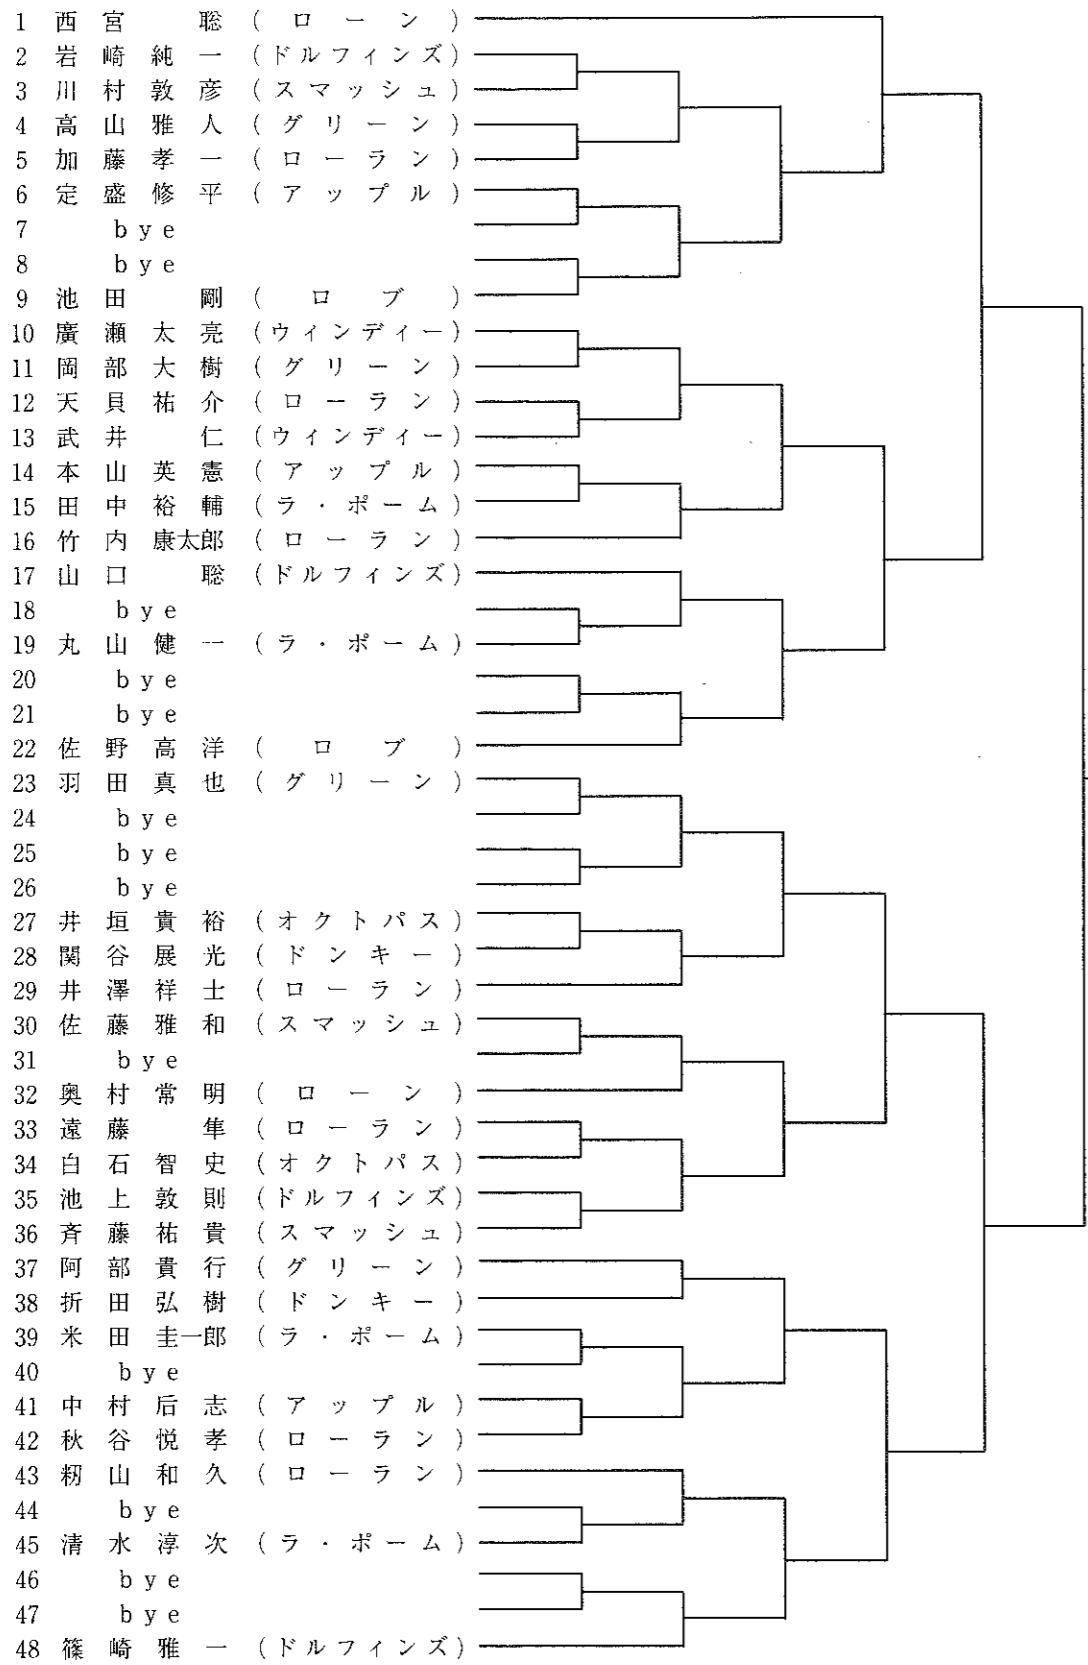 1 西宮 聡 (ローン)
2 岩崎純一 (ドルフィンズ)
3 川村敦彦 (スマッシュ)
4 高山雅人 (グリーン)
5 加藤孝一 (ローラン)
6 定盛修平 (アップル)
7 bye
8 bye
9 池田 剛 (ロブ)
10 廣瀬太亮 (ウィンディー)
11 岡部大樹 (グリーン)
12 天貝祐介 (ローラン)
13 武井 仁 (ウィンディー)
14 本山英憲 (アップル)
15 田中裕輔 (ラ・ポーム)
16 竹内康太郎 (ローラン)
17 山口 聡 (ドルフィンズ)
18 bye
19 丸山健一 (ラ・ポーム)
20 bye
21 bye
22 佐野高洋 (ロブ)
23 羽田真也 (グリーン)
24 bye
25 bye
26 bye
27 井垣貴裕 (オクトパス)
28 関谷展光 (ドンキー)
29 井澤祥士 (ローラン)
30 佐藤雅和 (スマッシュ)
31 bye
32 奥村常明 (ローン)
33 遠藤 隼 (ローラン)
34 白石智史 (オクトパス)
35 池上敦則 (ドルフィンズ)
36 斉藤祐貴 (スマッシュ)
37 阿部貴行 (グリーン)
38 折田弘樹 (ドンキー)
39 米田圭一郎 (ラ・ポーム)
40 bye
41 中村后志 (アップル)
42 秋谷悦孝 (ローラン)
43 籾山和久 (ローラン)
44 bye
45 清水淳次 (ラ・ポーム)
46 bye
47 bye
48 篠崎雅一 (ドルフィンズ)